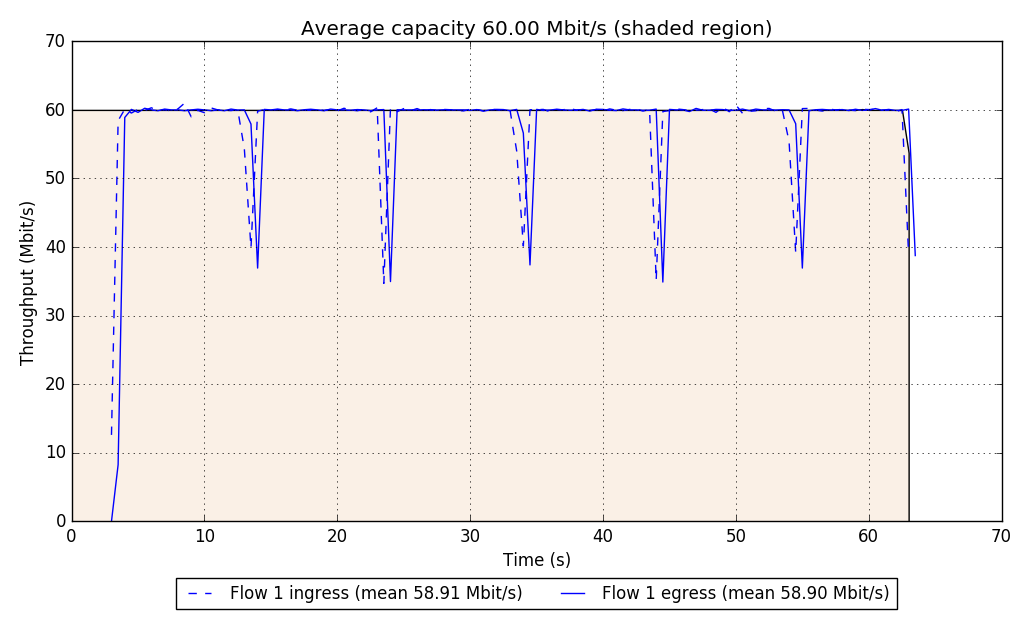 Average capacity 60.00 Mbit/s (shaded region)
70
60
50
40
30
20
10
0
Throughput (Mbit/s)
0 10 20 30 40 50 60 70
Time (s)
Flow 1 ingress (mean 58.91 Mbit/s) Flow 1 egress (mean 58.90 Mbit/s)